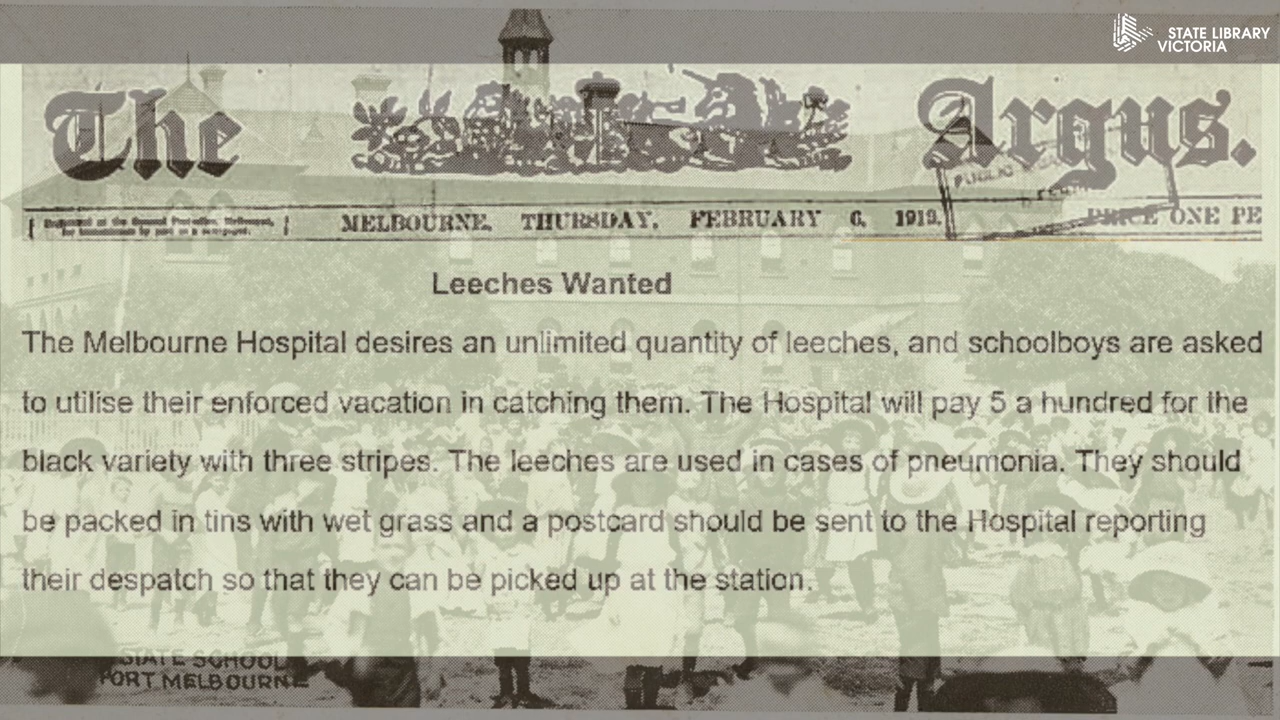 STATE LIBRARY
VICTORIA
The Argus.
MELBOURNE. THURSDAY, FEBRUARY 6, 1919. PRICE ONE PE
Leeches Wanted
The Melbourne Hospital desires an unlimited quantity of leeches, and schoolboys are asked
to utilise their enforced vacation in catching them. The Hospital will pay 5 a hundred for the
black variety with three stripes. The leeches are used in cases of pneumonia. They should
be packed in tins with wet grass and a postcard should be sent to the Hospital reporting
their despatch so that they can be picked up at the station.
STATE SCHOOL
PORT MELBOURNE